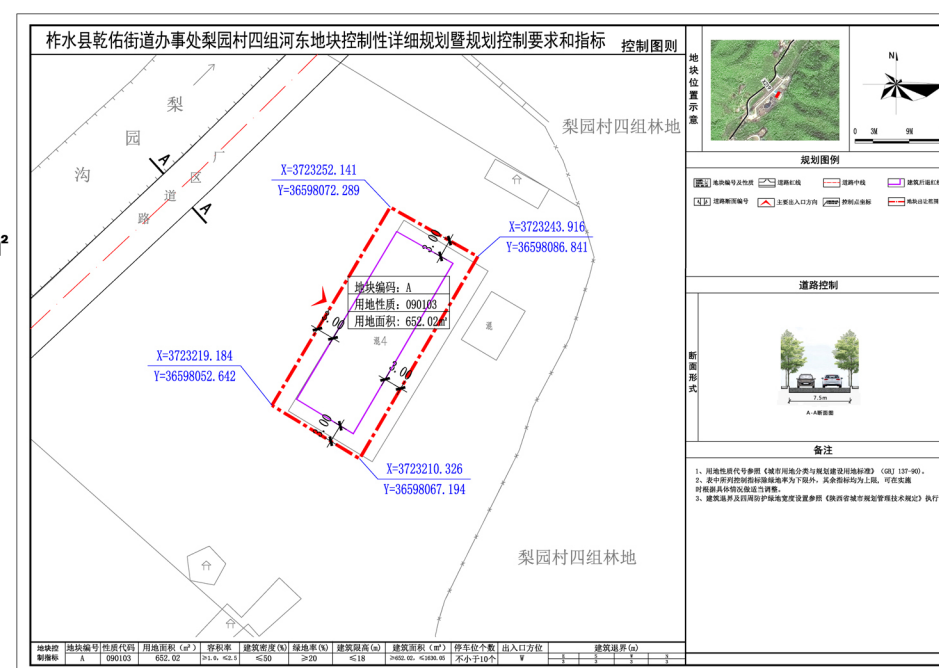 柞水县乾佑街道办事处梨园村四组河东地块控制性详细规划暨规划控制要求和指标 控制图则
梨
园
沟
厂
区
道
路
A
A
X=3723252.141
Y=36598072.289
X=3723243.916
Y=36598086.841
X=3723219.184
Y=36598052.642
X=3723210.326
Y=36598067.194
梨园村四组林地
梨园村四组林地
地块编码: A
用地性质: 090103
用地面积: 652.02㎡
3.00
3.00
地块位置示意
N
0 3M 9M
规划图例
地块编号及性质 道路红线 道路中线 建筑后退红线
道路断面编号 主要出入口方向 控制点坐标
道路控制
断面形式
7.5m
A-A断面图
备注
1、用地性质代号参照《城市用地分类与规划建设用地标准》(GBJ 137-90)。
2、表中所列控制指标除绿地率为下限外，其余指标均为上限，可在实施
时根据具体情况做适当调整。
3、建筑退界及四周防护绿地宽度设置参照《陕西省城市规划管理技术规定》执行
地块控制指标 地块编号 性质代码 用地面积(㎡) 容积率 建筑密度(%) 绿地率(%) 建筑限高(m) 建筑面积(㎡) 停车位个数 出入口方位 建筑退界(m)
A 090103 652.02 ≥1.0, ≤2.5 ≤50 ≥20 ≤18 ≥652.02, ≤1630.05 不小于10个 W
2